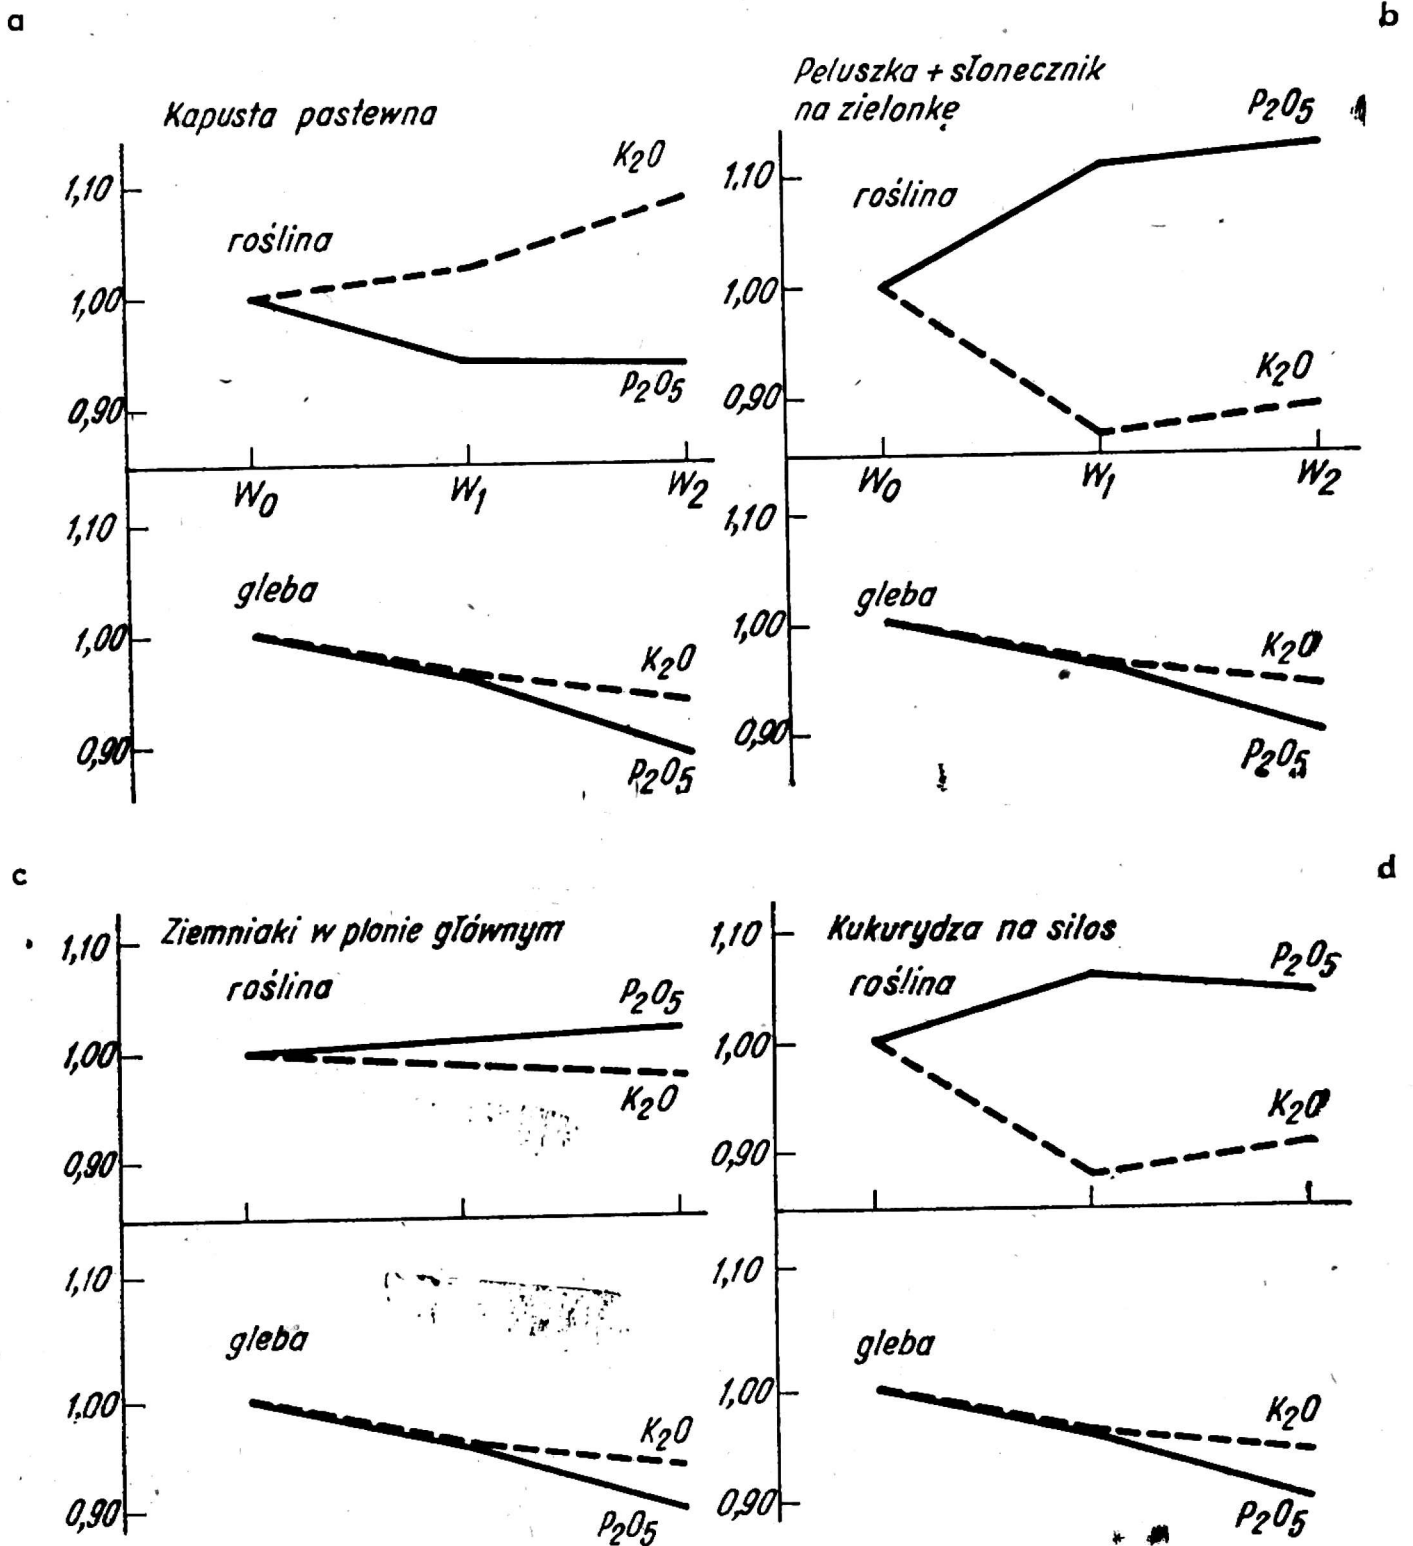 a
Kapusta pastewna
1,10
1,00
0,90
roślina
K₂O
P₂O₅
W₀
W₁
W₂
1,10
1,00
0,90
gleba
K₂O
P₂O₅
b
Peluszka + słonecznik
na zielonkę
1,10
1,00
0,90
roślina
P₂O₅
K₂O
W₀
W₁
W₂
1,10
1,00
0,90
gleba
K₂O
P₂O₅
c
Ziemniaki w plonie głównym
1,10
1,00
0,90
roślina
P₂O₅
K₂O
1,10
1,00
0,90
gleba
K₂O
P₂O₅
d
Kukurydza na silos
1,10
1,00
0,90
roślina
P₂O₅
K₂O
1,10
1,00
0,90
gleba
K₂O
P₂O₅